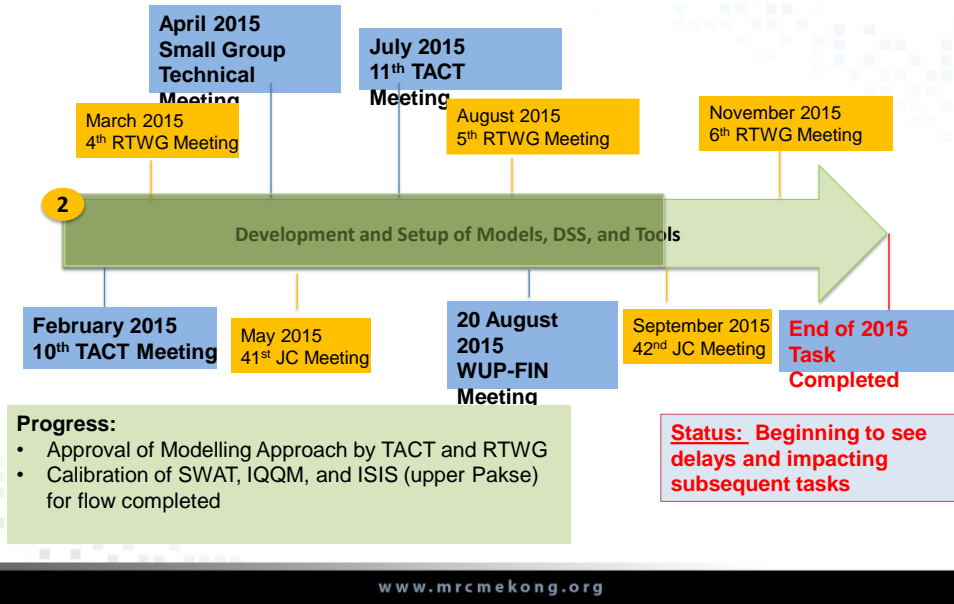 April 2015
Small Group
Technical
Meeting
July 2015
11th TACT
Meeting
March 2015
4th RTWG Meeting
August 2015
5th RTWG Meeting
November 2015
6th RTWG Meeting
2
Development and Setup of Models, DSS, and Tools
February 2015
10th TACT Meeting
May 2015
41st JC Meeting
20 August
2015
WUP-FIN
Meeting
September 2015
42nd JC Meeting
End of 2015
Task
Completed
Progress:
• Approval of Modelling Approach by TACT and RTWG
• Calibration of SWAT, IQQM, and ISIS (upper Pakse)
for flow completed
Status: Beginning to see
delays and impacting
subsequent tasks
www.mrcmekong.org